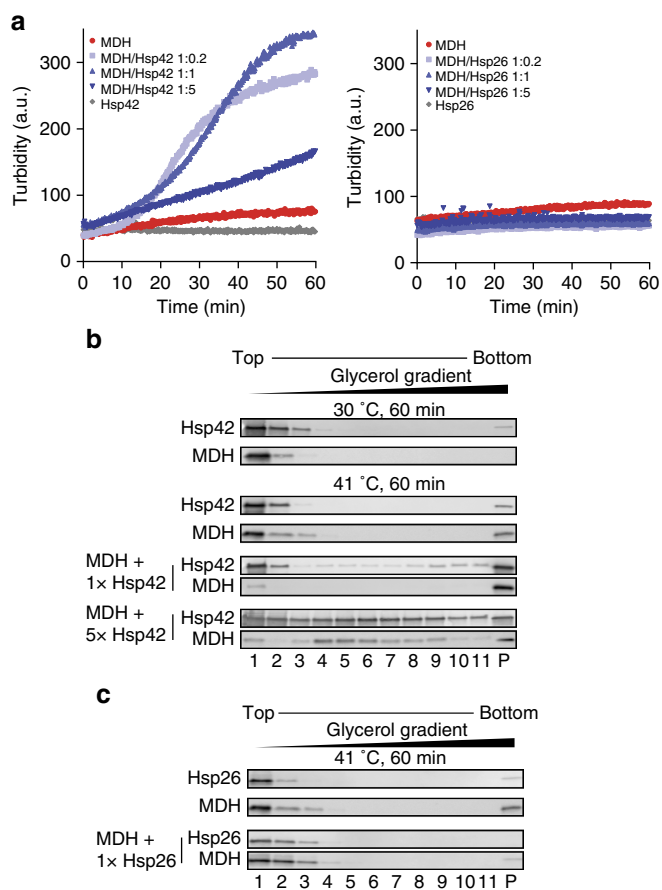 a
MDH
MDH/Hsp42 1:0.2
MDH/Hsp42 1:1
MDH/Hsp42 1:5
Hsp42
Turbidity (a.u.)
300
200
100
0
0 10 20 30 40 50 60
Time (min)
MDH
MDH/Hsp26 1:0.2
MDH/Hsp26 1:1
MDH/Hsp26 1:5
Hsp26
Turbidity (a.u.)
300
200
100
0
0 10 20 30 40 50 60
Time (min)
b
Top Bottom
Glycerol gradient
30 ˚C, 60 min
Hsp42
MDH
41 ˚C, 60 min
Hsp42
MDH
MDH + 1× Hsp42
Hsp42
MDH
MDH + 5× Hsp42
Hsp42
MDH
1 2 3 4 5 6 7 8 9 10 11 P
c
Top Bottom
Glycerol gradient
41 ˚C, 60 min
Hsp26
MDH
MDH + 1× Hsp26
Hsp26
MDH
1 2 3 4 5 6 7 8 9 10 11 P